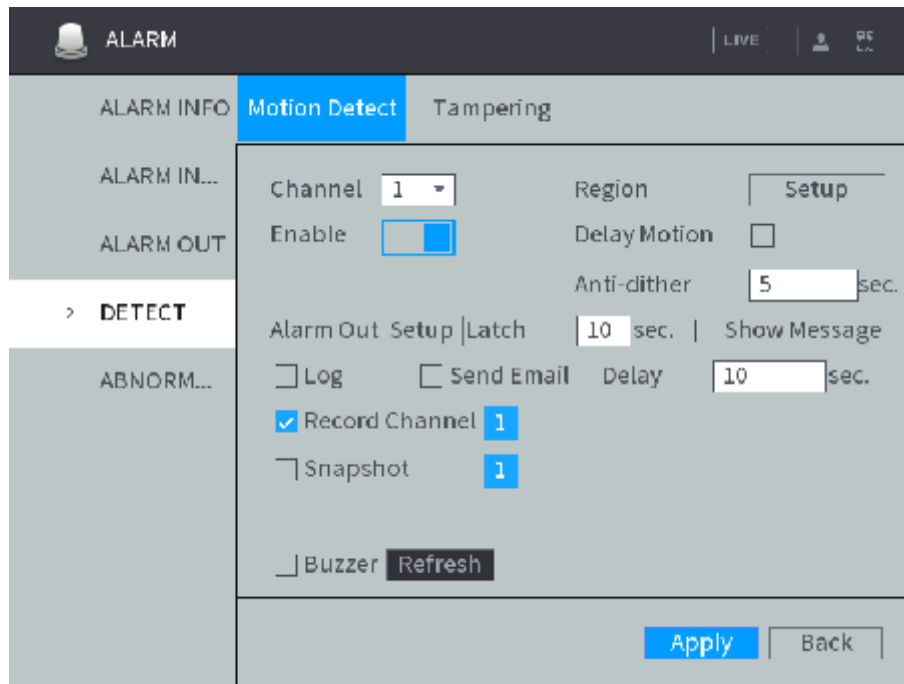 ALARM LIVE
ALARM INFO Motion Detect Tampering
ALARM IN...
Channel 1 Region Setup
ALARM OUT Enable Delay Motion
Anti-dither 5 sec.
DETECT
Alarm Out Setup Latch 10 sec. Show Message
ABNORM... Log Send Email Delay 10 sec.
Record Channel 1
Snapshot 1
Buzzer Refresh
Apply Back